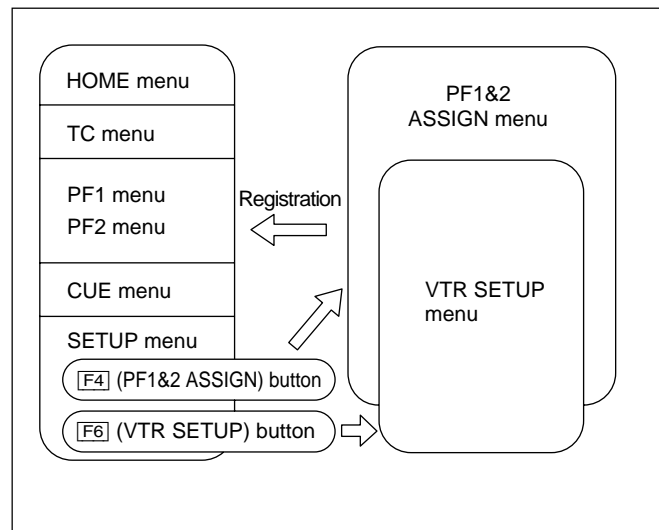 HOME menu
TC menu
PF1 menu
PF2 menu
CUE menu
SETUP menu
F4 (PF1&2 ASSIGN) button
F6 (VTR SETUP) button
Registration
PF1&2
ASSIGN menu
VTR SETUP
menu